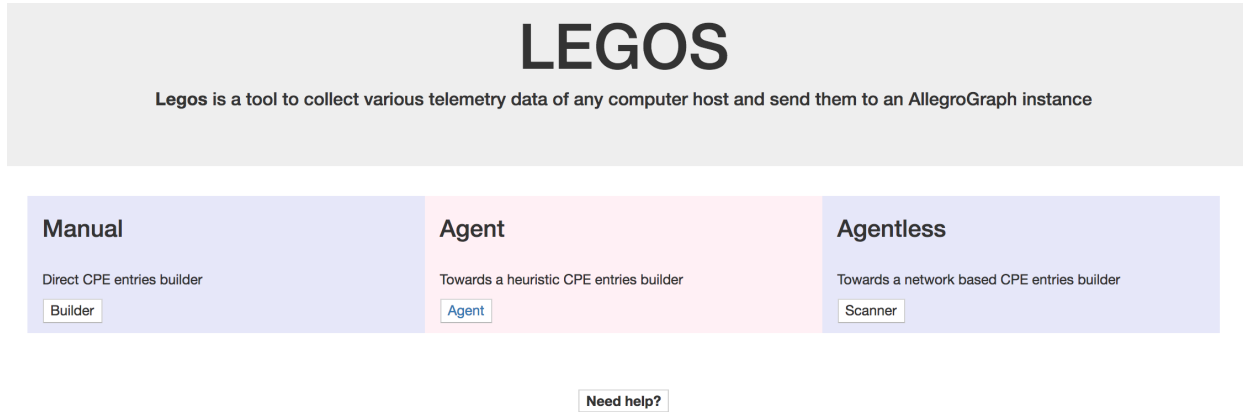 LEGOS
Legos is a tool to collect various telemetry data of any computer host and send them to an AllegroGraph instance
Manual
Direct CPE entries builder
Builder
Agent
Towards a heuristic CPE entries builder
Agent
Agentless
Towards a network based CPE entries builder
Scanner
Need help?